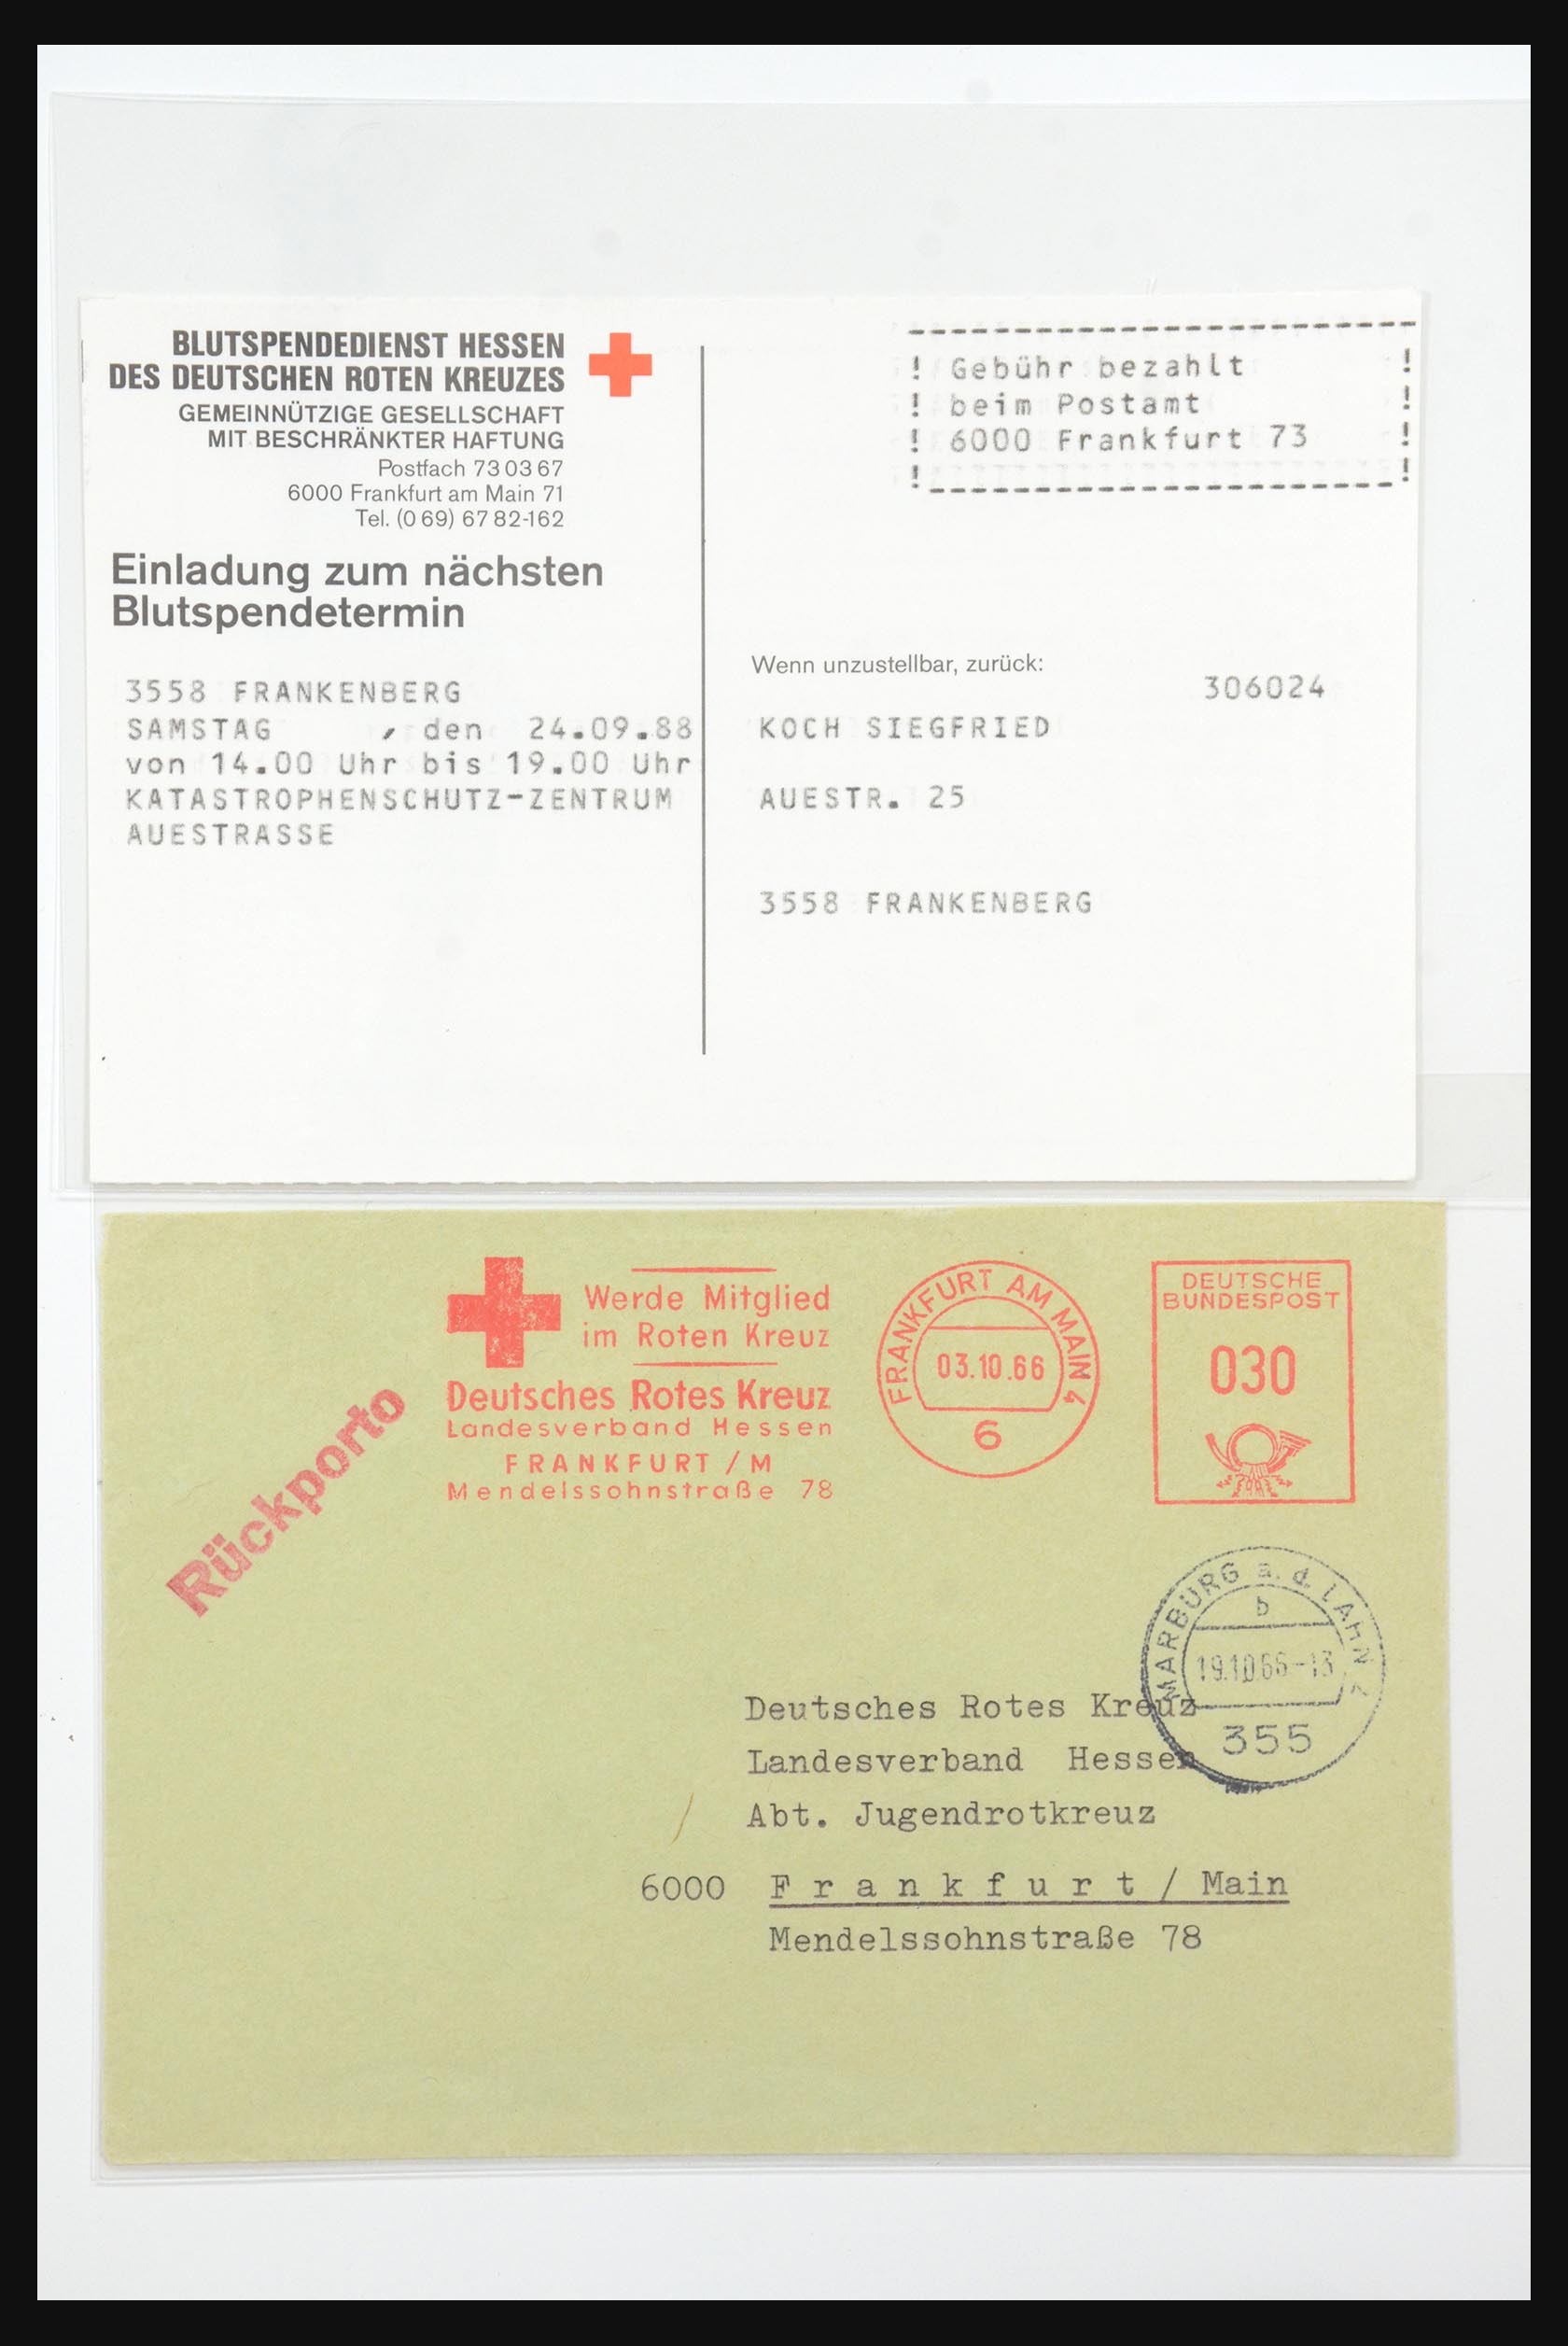 BLUTSPENDEDIENST HESSEN
DES DEUTSCHEN ROTEN KREUZES
GEMEINNÜTZIGE GESELLSCHAFT
MIT BESCHRÄNKTER HAFTUNG
Postfach 73 03 67
6000 Frankfurt am Main 71
Tel. (0 69) 67 82-162
Einladung zum nächsten
Blutspendetermin
3558 FRANKENBERG
SAMSTAG , den 24.09.88
von 14.00 Uhr bis 19.00 Uhr
KATASTROPHENSCHUTZ-ZENTRUM
AUESTRASSE
! Gebühr bezahlt !
! beim Postamt !
! 6000 Frankfurt 73 !
Wenn unzustellbar, zurück:
306024
KOCH SIEGFRIED
AUESTR. 25
3558 FRANKENBERG
Rückporto
Werde Mitglied
im Roten Kreuz
Deutsches Rotes Kreuz
Landesverband Hessen
FRANKFURT / M
Mendelssohnstraße 78
FRANKFURT AM MAIN 4
03.10.66
6
DEUTSCHE
BUNDESPOST
030
MARBURG a. d. LAHN 2
b
19.10.66-13
355
Deutsches Rotes Kreuz
Landesverband Hessen
Abt. Jugendrotkreuz
6000 F r a n k f u r t / Main
Mendelssohnstraße 78